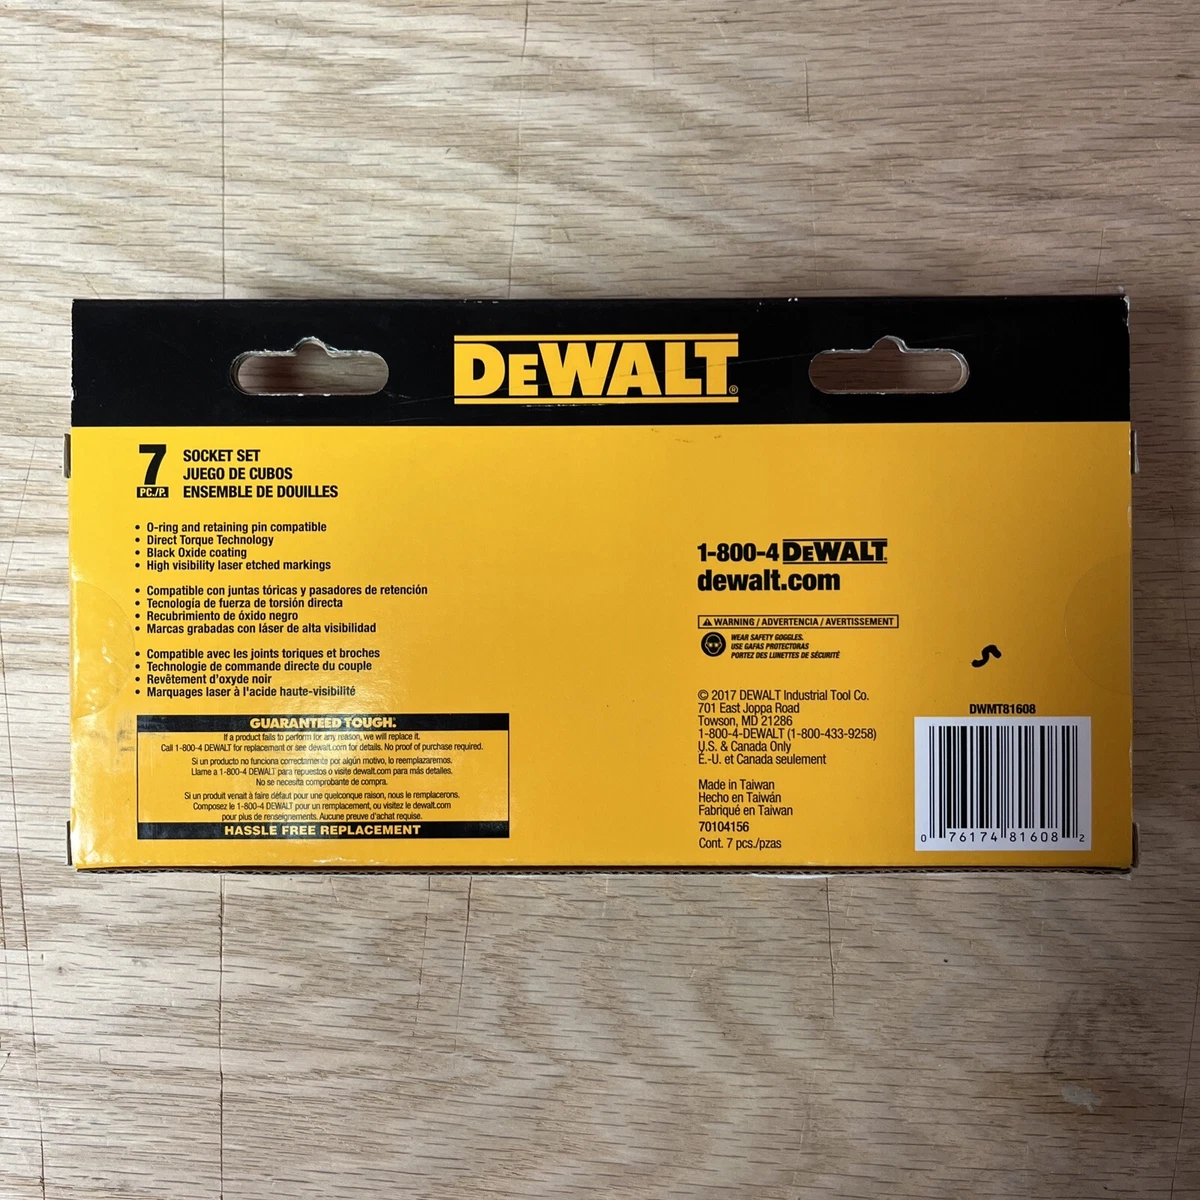 DEWALT®
7 PC./P.
SOCKET SET
JUEGO DE CUBOS
ENSEMBLE DE DOUILLES
• O-ring and retaining pin compatible
• Direct Torque Technology
• Black Oxide coating
• High visibility laser etched markings
• Compatible con juntas tóricas y pasadores de retención
• Tecnología de fuerza de torsión directa
• Recubrimiento de óxido negro
• Marcas grabadas con láser de alta visibilidad
• Compatible avec les joints toriques et broches
• Technologie de commande directe du couple
• Revêtement d'oxyde noir
• Marquages laser à l'acide haute-visibilité
GUARANTEED TOUGH.
If a product fails to perform for any reason, we will replace it.
Call 1-800-4 DEWALT for replacement or see dewalt.com for details. No proof of purchase required.
Si un producto no funciona correctamente por algún motivo, lo reemplazaremos.
Llame a 1-800-4 DEWALT para repuestos o visite dewalt.com para más detalles.
No se necesita comprobante de compra.
Si un produit venait à faire défaut pour une quelconque raison, nous le remplacerons.
Composez le 1-800-4 DEWALT pour un remplacement, ou visitez le dewalt.com
pour plus de renseignements. Aucune preuve d'achat requise.
HASSLE FREE REPLACEMENT
1-800-4 DEWALT
dewalt.com
WARNING / ADVERTENCIA / AVERTISSEMENT
WEAR SAFETY GOGGLES.
USE GAFAS PROTECTORAS
PORTEZ DES LUNETTES DE SÉCURITÉ
© 2017 DEWALT Industrial Tool Co.
701 East Joppa Road
Towson, MD 21286
1-800-4-DEWALT (1-800-433-9258)
U.S. & Canada Only
É.-U. et Canada seulement
Made in Taiwan
Hecho en Taiwán
Fabriqué en Taiwan
70104156
Cont. 7 pcs./pzas
DWMT81608
0 76174 81608 2